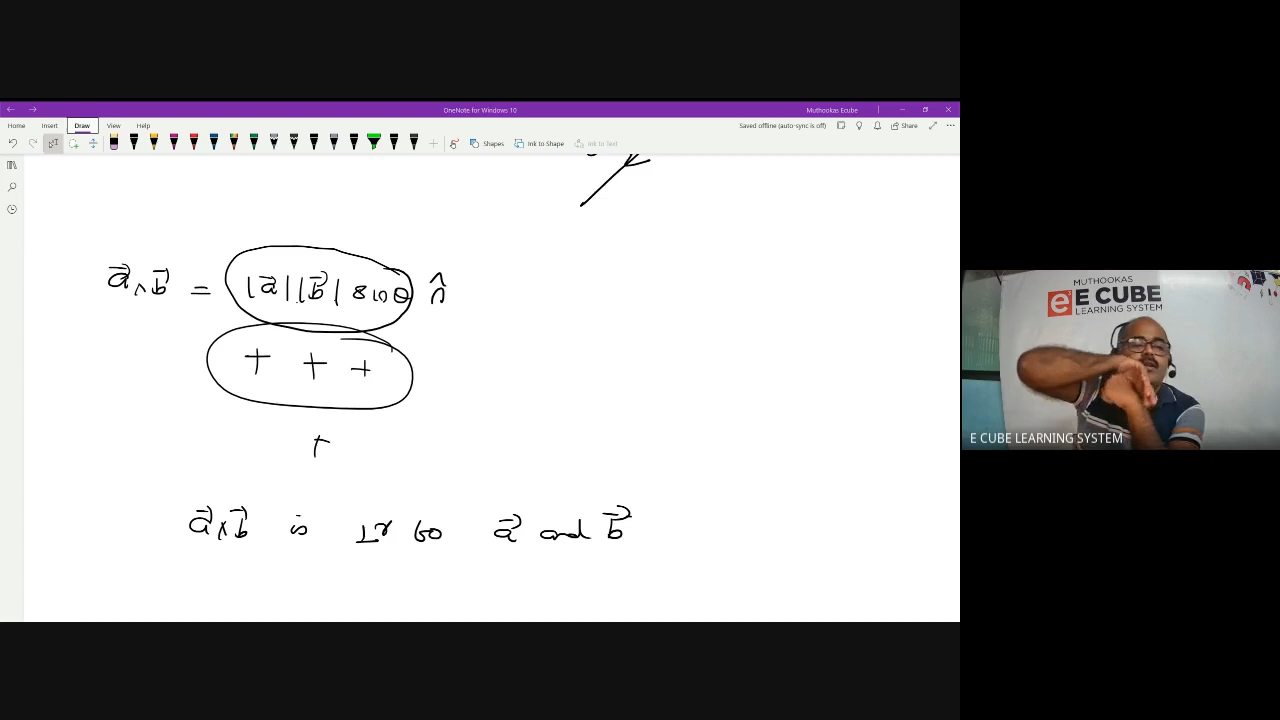 OneNote for Windows 10
Muthookas Ecube
Home Insert Draw View Help
Saved offline (auto-sync is off)
Share
Shapes
Ink to Shape
Ink to Text
a⃗ × b⃗ = |a⃗||b⃗| sin θ n̂
+ + +
+
a⃗ × b⃗ is ⊥r to a⃗ and b⃗
MUTHOOKAS
e E CUBE
LEARNING SYSTEM
E CUBE LEARNING SYSTEM